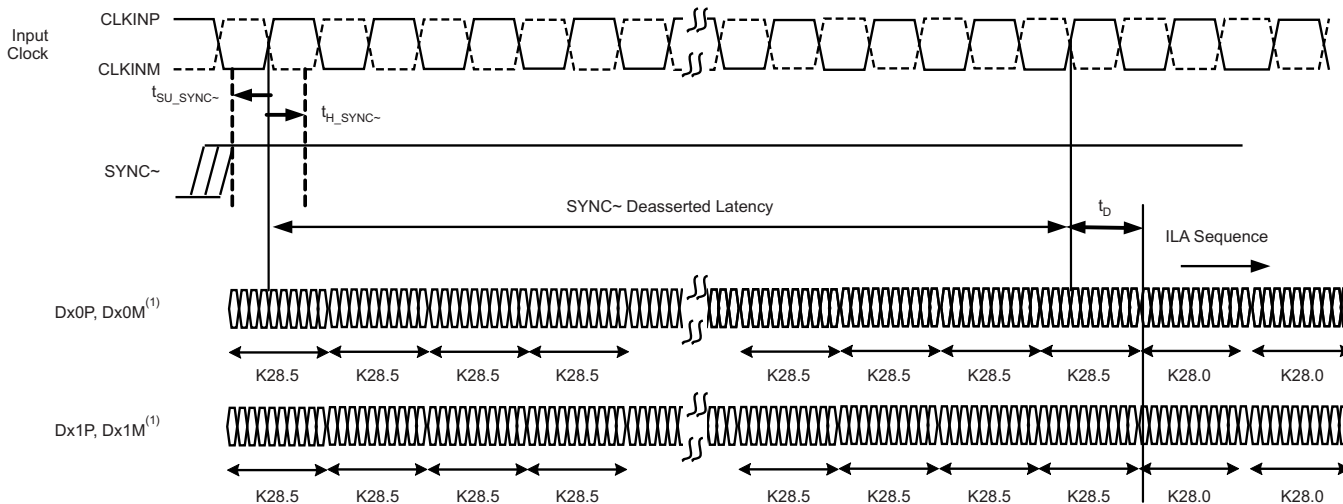 Input
Clock
CLKINP
CLKINM
tSU_SYNC~
tH_SYNC~
SYNC~
SYNC~ Deasserted Latency
tD
ILA Sequence
Dx0P, Dx0M(1)
K28.5 K28.5 K28.5 K28.5 K28.5 K28.5 K28.5 K28.5 K28.0 K28.0
Dx1P, Dx1M(1)
K28.5 K28.5 K28.5 K28.5 K28.5 K28.5 K28.5 K28.5 K28.0 K28.0